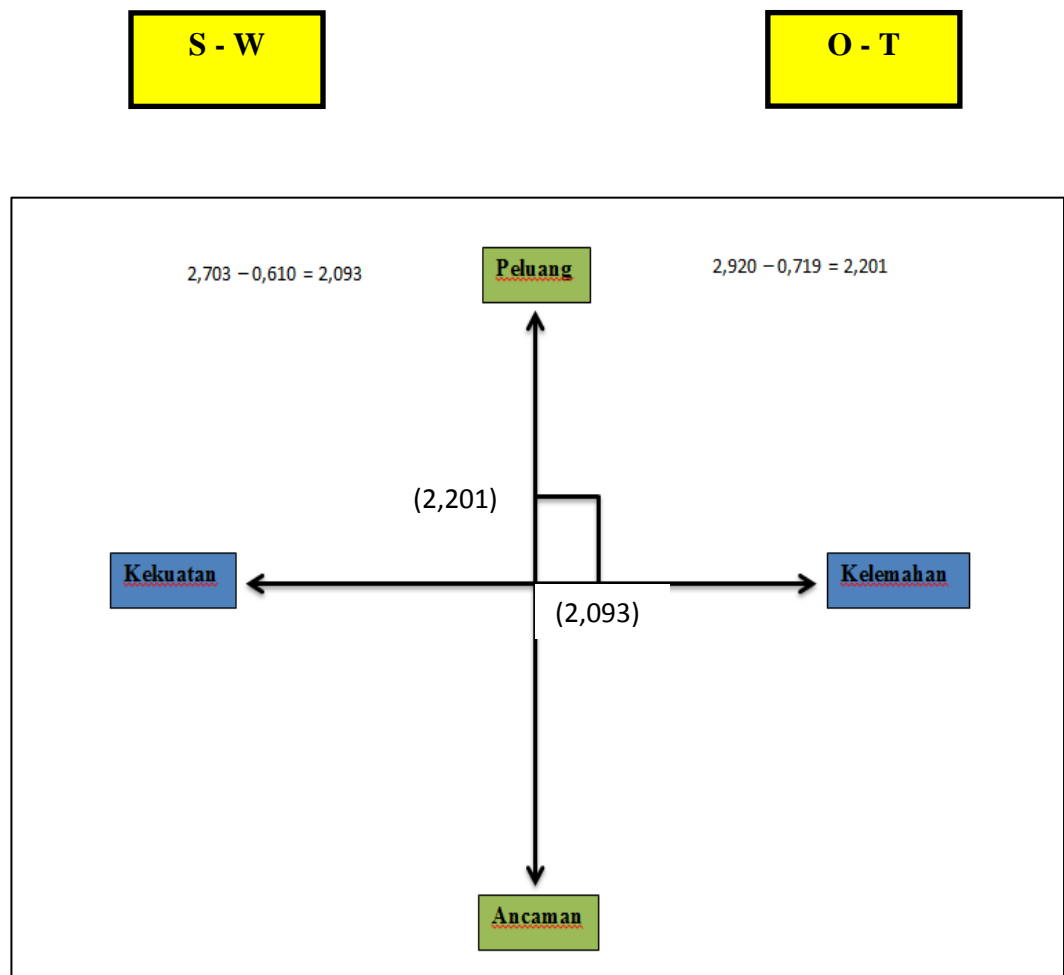 S - W
O - T
2,703 – 0,610 = 2,093
Peluang
2,920 – 0,719 = 2,201
(2,201)
Kekuatan
Kelemahan
(2,093)
Ancaman